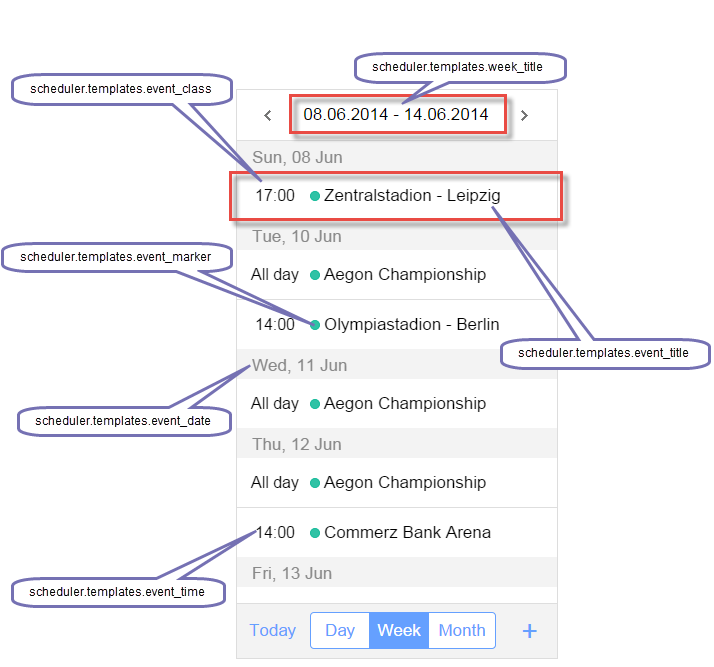 scheduler.templates.week_title
scheduler.templates.event_class
08.06.2014 - 14.06.2014
Sun, 08 Jun
17:00 Zentralstadion - Leipzig
Tue, 10 Jun
scheduler.templates.event_marker
All day Aegon Championship
14:00 Olympiastadion - Berlin
scheduler.templates.event_title
Wed, 11 Jun
All day Aegon Championship
scheduler.templates.event_date
Thu, 12 Jun
All day Aegon Championship
14:00 Commerz Bank Arena
Fri, 13 Jun
scheduler.templates.event_time
Today Day Week Month +